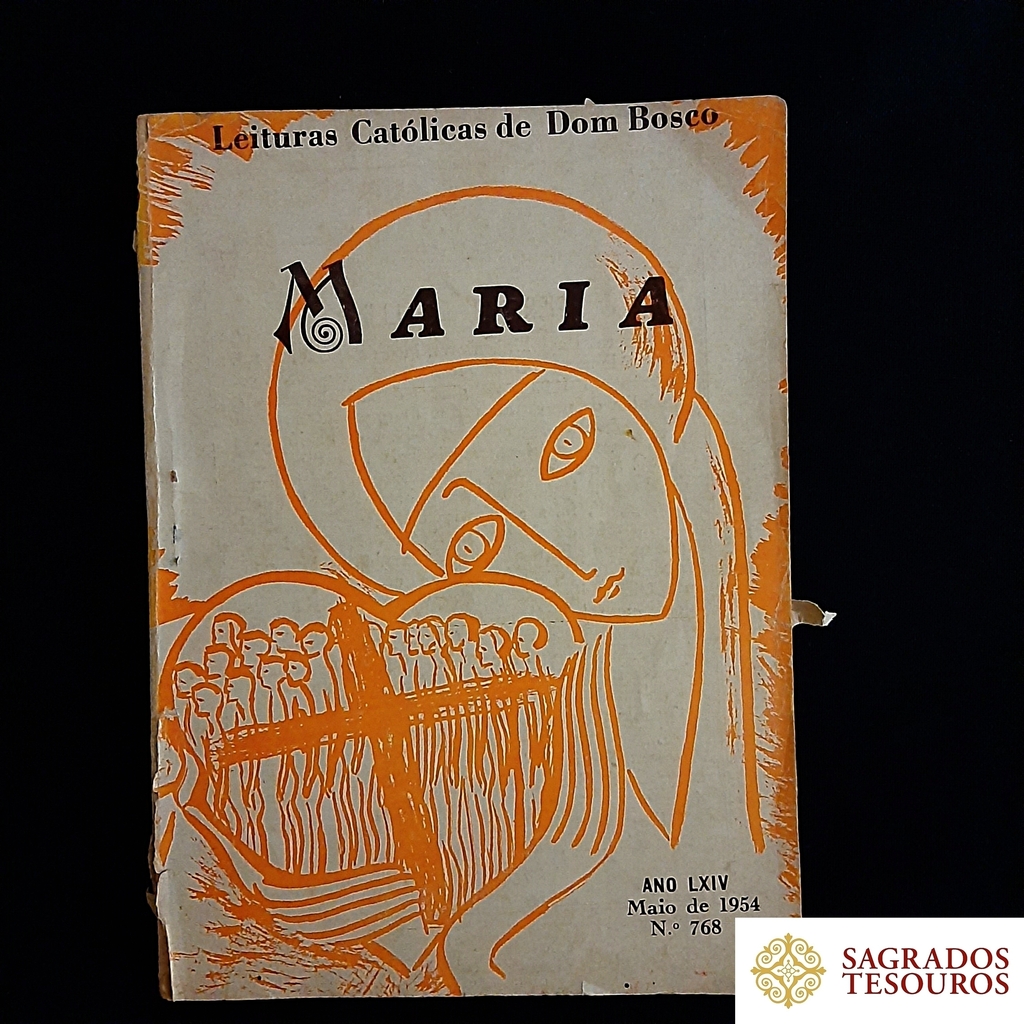 Leituras Católicas de Dom Bosco
MARIA
ANO LXIV
Maio de 1954
N.º 768
SAGRADOS
TESOUROS